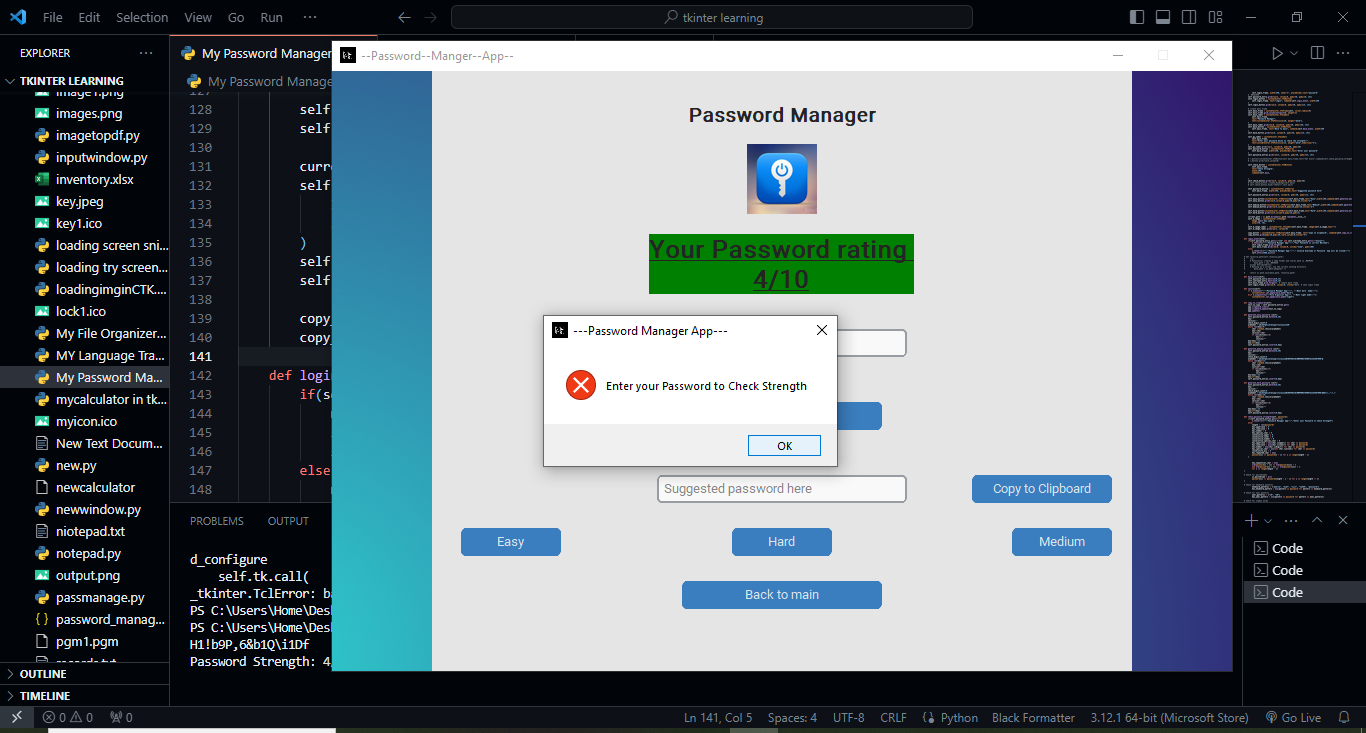 File Edit Selection View Go Run ···
tkinter learning
EXPLORER ···
TKINTER LEARNING
image1.png
images.png
imagetopdf.py
inputwindow.py
inventory.xlsx
key.jpeg
key1.ico
loading screen sni...
loading try screen...
loadingimginCTK....
lock1.ico
My File Organizer...
MY Language Tra...
My Password Ma...
mycalculator in tk...
myicon.ico
New Text Docum...
new.py
newcalculator
newwindow.py
niotepad.txt
notepad.py
output.png
passmanage.py
password_manag...
pgm1.pgm
OUTLINE
TIMELINE
My Password Manager
My Password Manage
127
128 self
129 self
130
131 curr
132 self
133
134
135 )
136 self
137 self
138
139 copy_
140 copy_
141
142 def logi
143 if(s
144
145
146
147 else
148
PROBLEMS OUTPUT
d_configure
self.tk.call(
_tkinter.TclError: ba
PS C:\Users\Home\Des
PS C:\Users\Home\Des
H1!b9P,6&b1Q\i1Df
Password Strength: 4
--Password--Manger--App--
Password Manager
Your Password rating
4/10
---Password Manager App---
Enter your Password to Check Strength
OK
Suggested password here
Copy to Clipboard
Easy
Hard
Medium
Back to main
Code
Code
Code
0 0 0
Ln 141, Col 5 Spaces: 4 UTF-8 CRLF Python Black Formatter 3.12.1 64-bit (Microsoft Store) Go Live